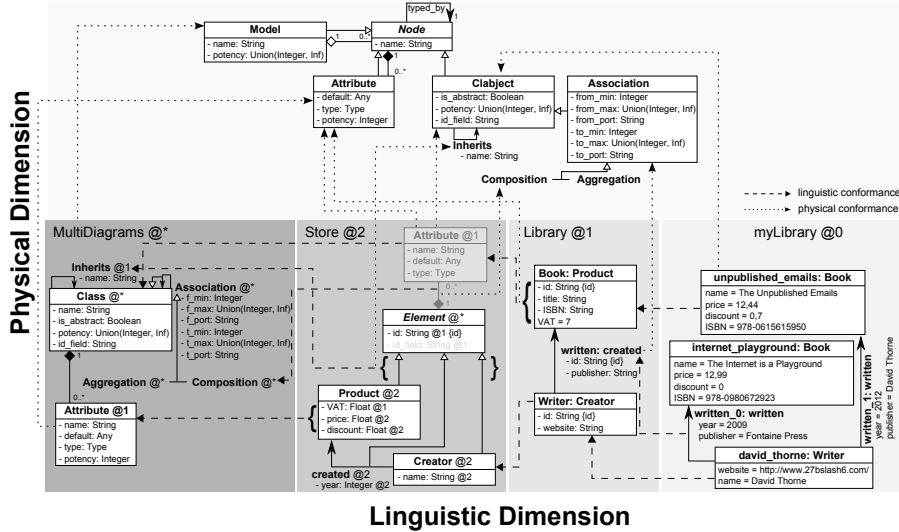 typed_by
1
Model
- name: String
- potency: Union(Integer, Inf)
1
0..*
Node
- name: String
1
0..*
Attribute
- default: Any
- type: Type
- potency: Integer
Clabject
- is_abstract: Boolean
- potency: Union(Integer, Inf)
- id_field: String
Inherits
- name: String
Association
- from_min: Integer
- from_max: Union(Integer, Inf)
- from_port: String
- to_min: Integer
- to_max: Union(Integer, Inf)
- to_port: String
Composition
Aggregation
linguistic conformance
physical conformance
Physical Dimension
MultiDiagrams @*
Inherits @1
- name: String
Class @*
- name: String
- is_abstract: Boolean
- potency: Union(Integer, Inf)
- id_field: String
1
Association @*
- f_min: Integer
- f_max: Union(Integer, Inf)
- f_port: String
- t_min: Integer
- t_max: Union(Integer, Inf)
- t_port: String
Aggregation @*
Composition @*
0..*
Attribute @1
- name: String
- default: Any
- type: Type
- potency: Integer
Store @2
Attribute @1
- name: String
- default: Any
- type: Type
0..*
1
Element @*
- id: String @1 {id}
- id_field: String @1
{
{ }
Product @2
- VAT: Float @1
- price: Float @2
- discount: Float @2
{
created @2
- year: Integer @2
Creator @2
- name: String @2
Library @1
Book: Product
- id: String {id}
- title: String
- ISBN: String
VAT = 7
{
written: created
- id: String {id}
- publisher: String
Writer: Creator
- id: String {id}
- website: String
myLibrary @0
unpublished_emails: Book
name = The Unpublished Emails
price = 12,44
discount = 0,7
ISBN = 978-0615615950
internet_playground: Book
name = The Internet is a Playground
price = 12,99
discount = 0
ISBN = 978-0980672923
written_0: written
year = 2009
publisher = Fontaine Press
written_1: written
year = 2012
publisher = David Thorne
david_thorne: Writer
website = http://www.27bslash6.com/
name = David Thorne
Linguistic Dimension